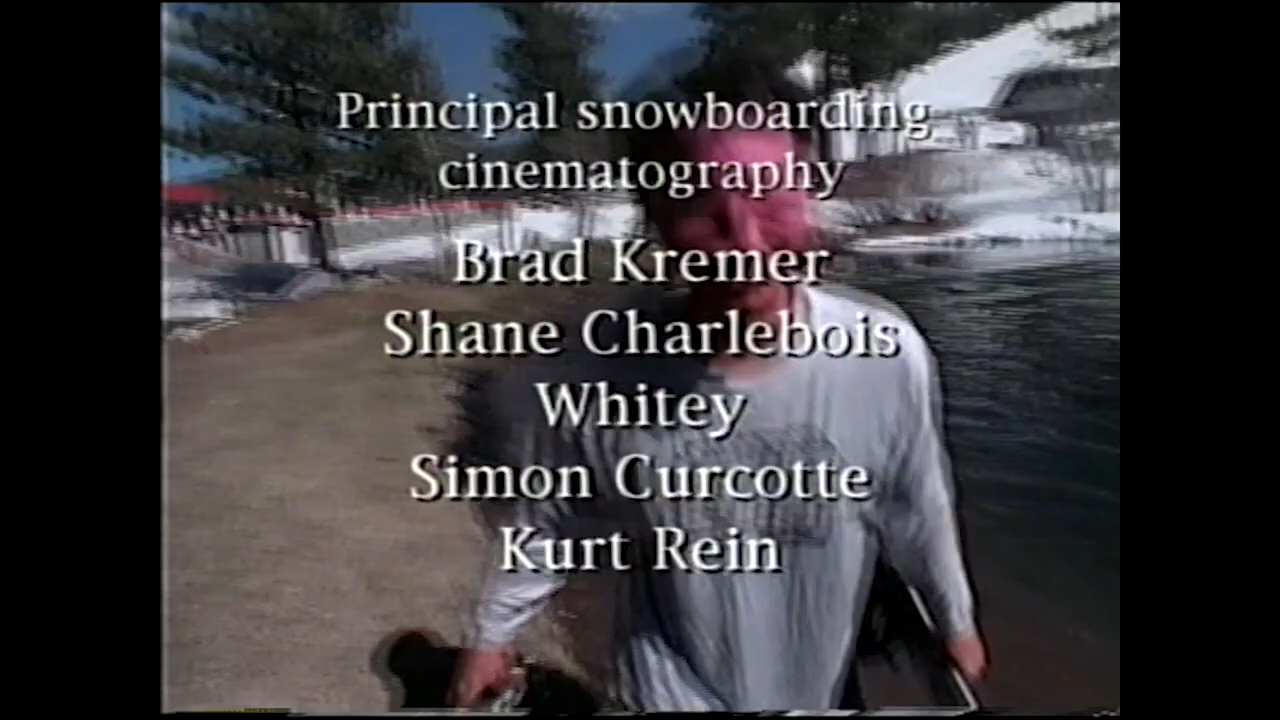 Principal snowboarding
cinematography
Brad Kremer
Shane Charlebois
Whitey
Simon Curcotte
Kurt Rein